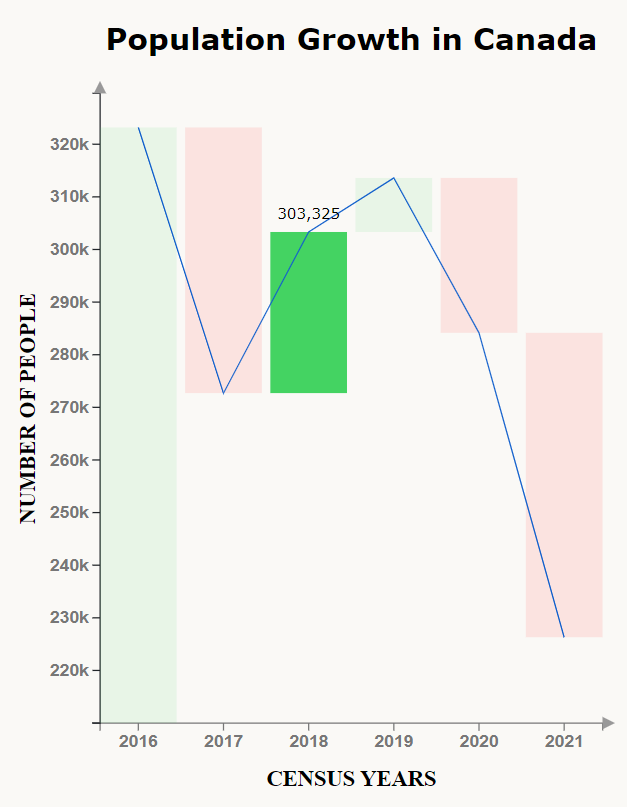 Population Growth in Canada
320k
310k
303,325
300k
290k
280k
270k
260k
250k
240k
230k
220k
NUMBER OF PEOPLE
2016 2017 2018 2019 2020 2021
CENSUS YEARS